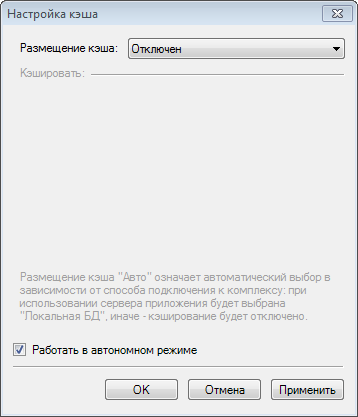 Настройка кэша
Размещение кэша: Отключен
Кэшировать:
Размещение кэша "Авто" означает автоматический выбор в
зависимости от способа подключения к комплексу: при
использовании сервера приложения будет выбрана
"Локальная БД", иначе - кэширование будет отключено.
Работать в автономном режиме
OK Отмена Применить